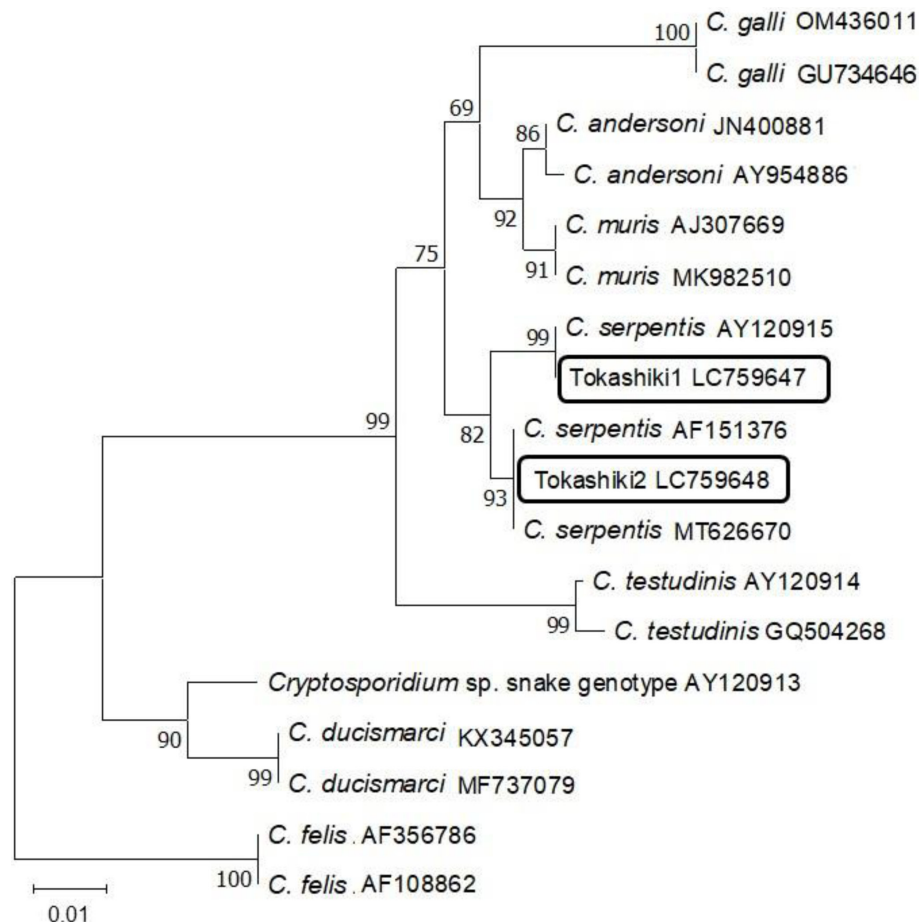 100 C. galli OM436011
C. galli GU734646
69
86 C. andersoni JN400881
C. andersoni AY954886
92
C. muris AJ307669
75
91 C. muris MK982510
99 C. serpentis AY120915
Tokashiki1 LC759647
99
82 C. serpentis AF151376
Tokashiki2 LC759648
93
C. serpentis MT626670
C. testudinis AY120914
99 C. testudinis GQ504268
Cryptosporidium sp. snake genotype AY120913
90 C. ducismarci KX345057
99 C. ducismarci MF737079
C. felis . AF356786
100 C. felis . AF108862
0.01